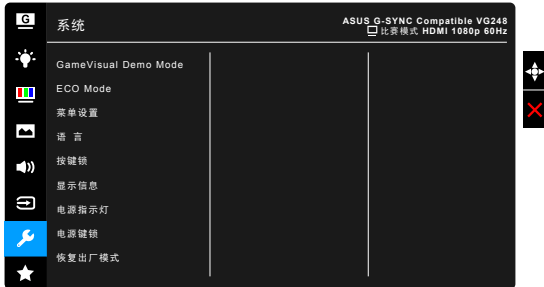 G
系统
ASUS G-SYNC Compatible VG248
比赛模式 HDMI 1080p 60Hz
GameVisual Demo Mode
ECO Mode
菜单设置
语 言
按键锁
显示信息
电源指示灯
电源键锁
恢复出厂模式